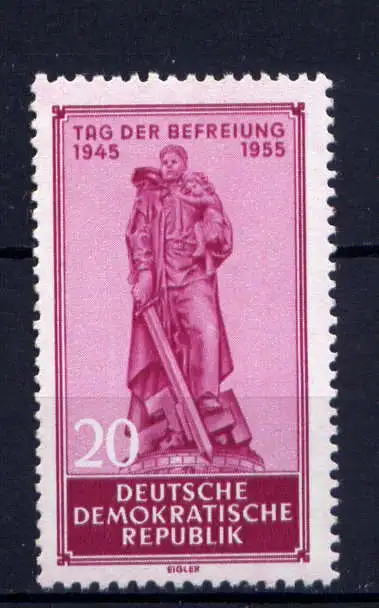 TAG DER BEFREIUNG
1945 1955
20
DEUTSCHE
DEMOKRATISCHE
REPUBLIK
EIGLER